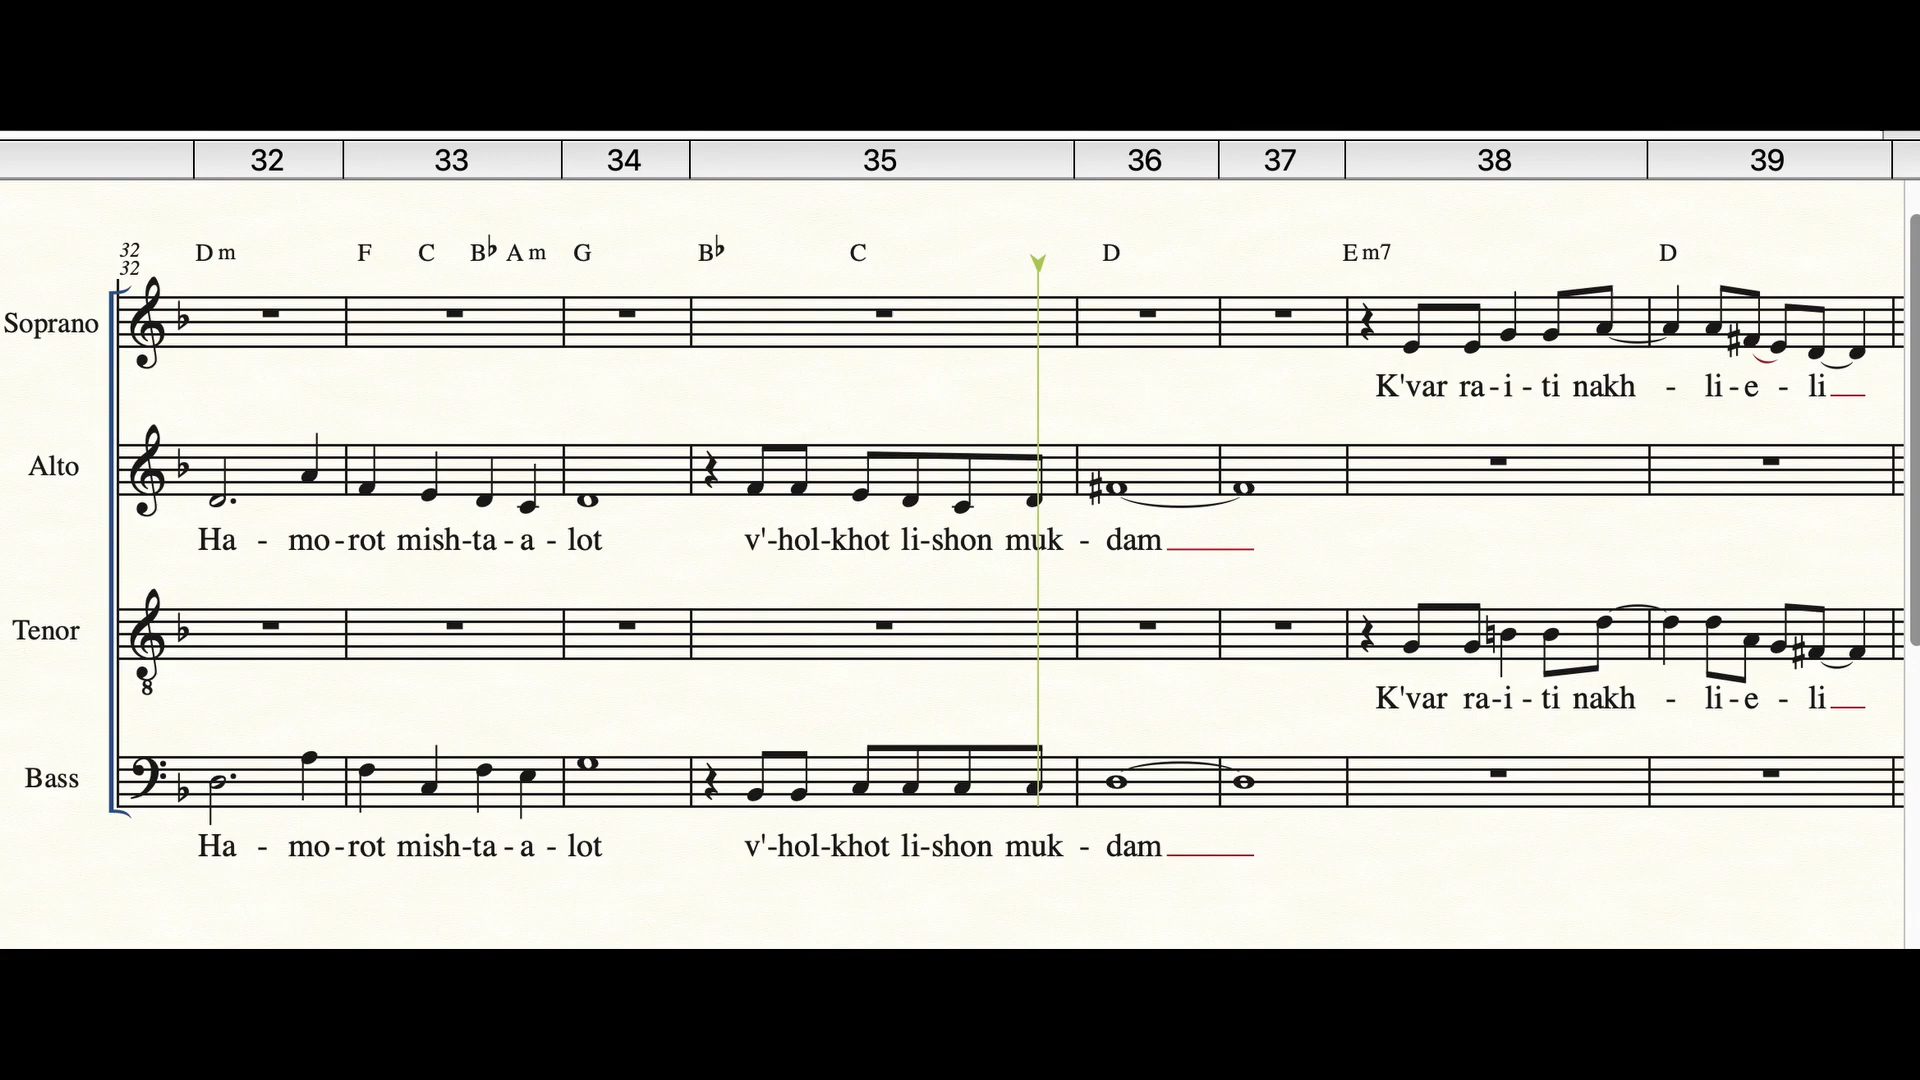 32 33 34 35 36 37 38 39
32
32
Dm F C B♭ Am G B♭ C D Em7 D
Soprano
K'var ra-i-ti nakh - li-e - li
Alto
Ha - mo-rot mish-ta-a-lot v'-hol-khot li-shon muk - dam
Tenor
8
K'var ra-i-ti nakh - li-e - li
Bass
Ha - mo-rot mish-ta-a-lot v'-hol-khot li-shon muk - dam